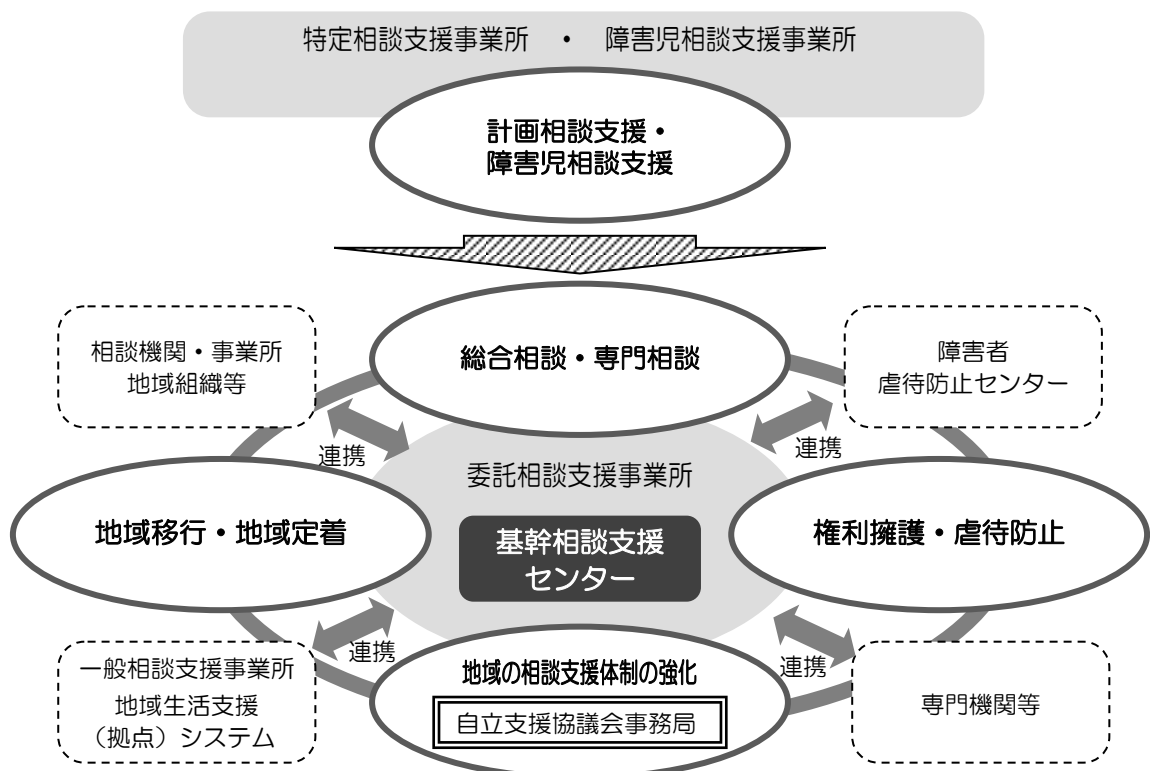 特定相談支援事業所 ・ 障害児相談支援事業所
計画相談支援・
障害児相談支援
総合相談・専門相談
相談機関・事業所
地域組織等
障害者
虐待防止センター
連携
連携
委託相談支援事業所
地域移行・地域定着
基幹相談支援
センター
権利擁護・虐待防止
連携
連携
一般相談支援事業所
地域生活支援
（拠点）システム
地域の相談支援体制の強化
自立支援協議会事務局
専門機関等